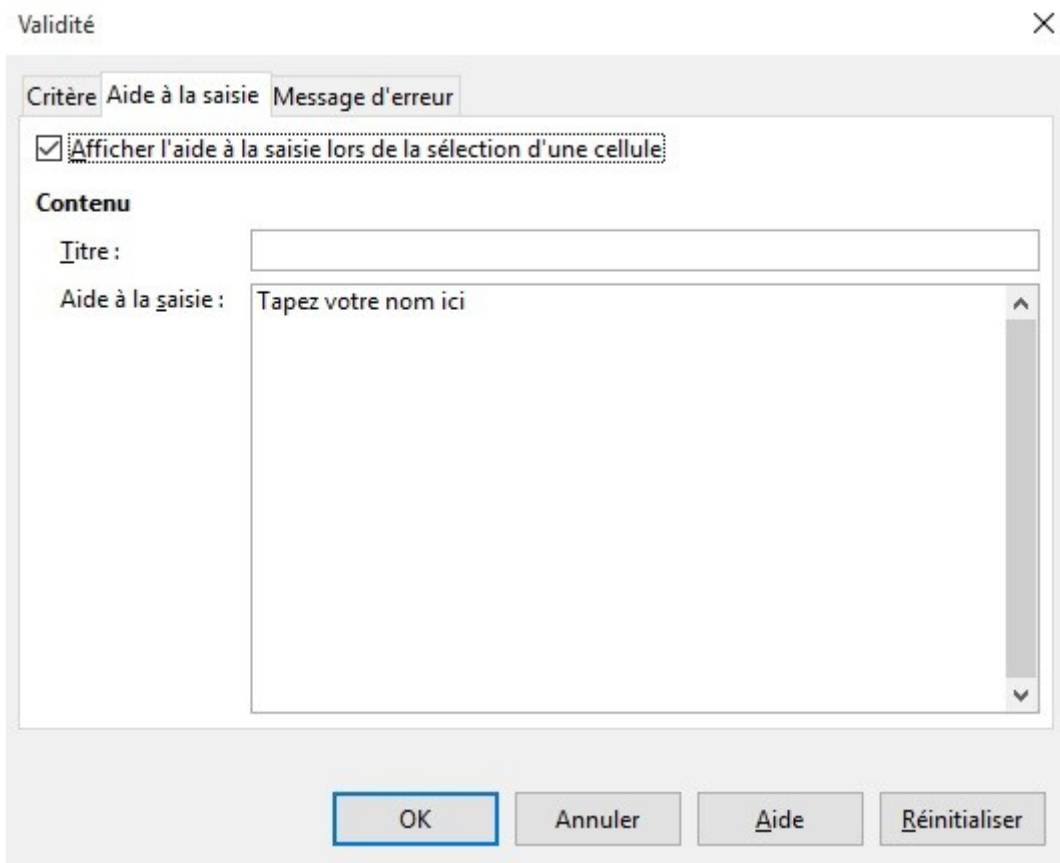 Validité
Critère Aide à la saisie Message d'erreur
Afficher l'aide à la saisie lors de la sélection d'une cellule
Contenu
Titre :
Aide à la saisie : Tapez votre nom ici
OK Annuler Aide Réinitialiser